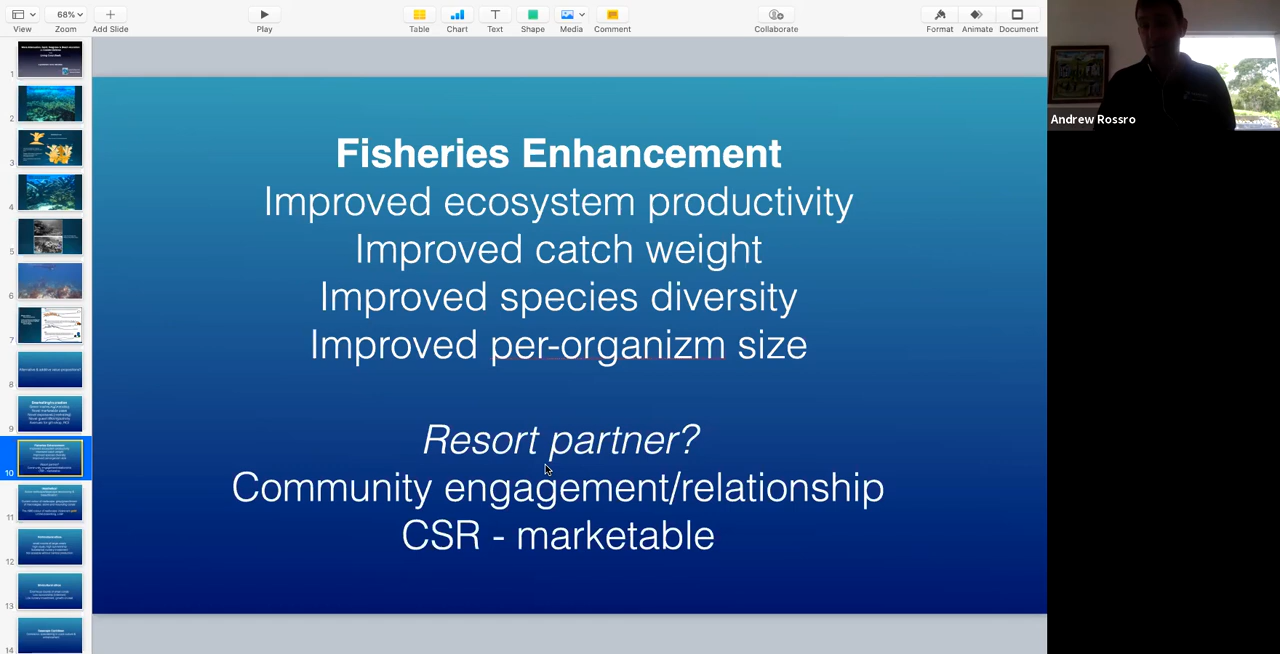 68%
View
Zoom
Add Slide
Play
Table
Chart
Text
Shape
Media
Comment
Collaborate
Format
Animate
Document
Andrew Rossro
Fisheries Enhancement
Improved ecosystem productivity
Improved catch weight
Improved species diversity
Improved per-organizm size
Resort partner?
Community engagement/relationship
CSR - marketable
1
2
3
4
5
6
7
8
9
10
11
12
13
14